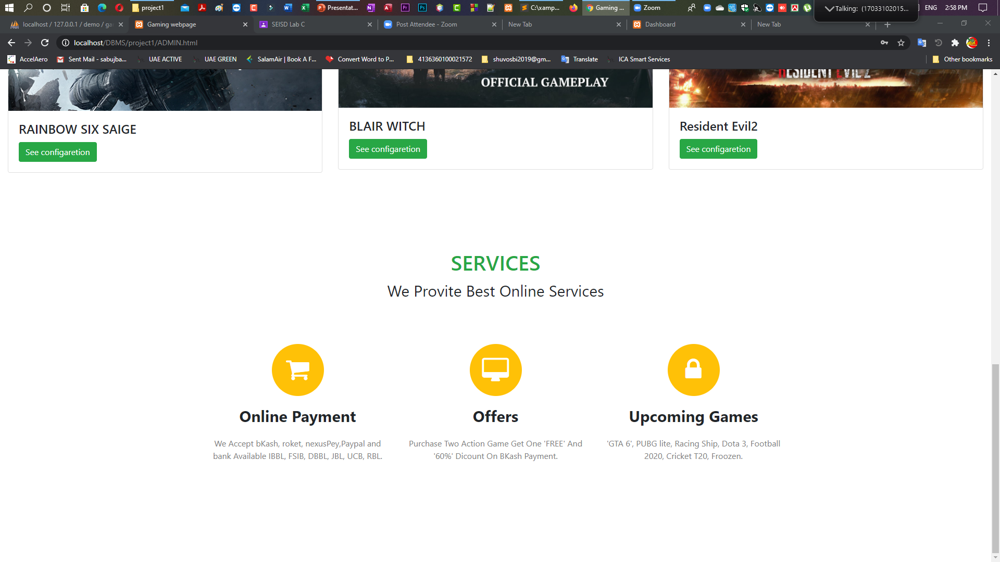 project1
Presentat...
C:\xamp...
Gaming ...
Zoom
Talking: (17033102015...
ENG
2:58 PM
localhost / 127.0.0.1 / demo / ga
Gaming webpage
SEISD Lab C
Post Attendee - Zoom
New Tab
Dashboard
New Tab
localhost/DBMS/project1/ADMIN.html
AccelAero
Sent Mail - sabujba...
UAE ACTIVE
UAE GREEN
SalamAir | Book A F...
Convert Word to P...
4136360100021572
shuvosbi2019@gm...
Translate
ICA Smart Services
Other bookmarks
OFFICIAL GAMEPLAY
RESIDENT EVIL 2
RAINBOW SIX SAIGE
See configaretion
BLAIR WITCH
See configaretion
Resident Evil2
See configaretion
SERVICES
We Provite Best Online Services
Online Payment
We Accept bKash, roket, nexusPey,Paypal and
bank Available IBBL, FSIB, DBBL, JBL, UCB, RBL.
Offers
Purchase Two Action Game Get One 'FREE' And
'60%' Dicount On BKash Payment.
Upcoming Games
'GTA 6', PUBG lite, Racing Ship, Dota 3, Football
2020, Cricket T20, Froozen.